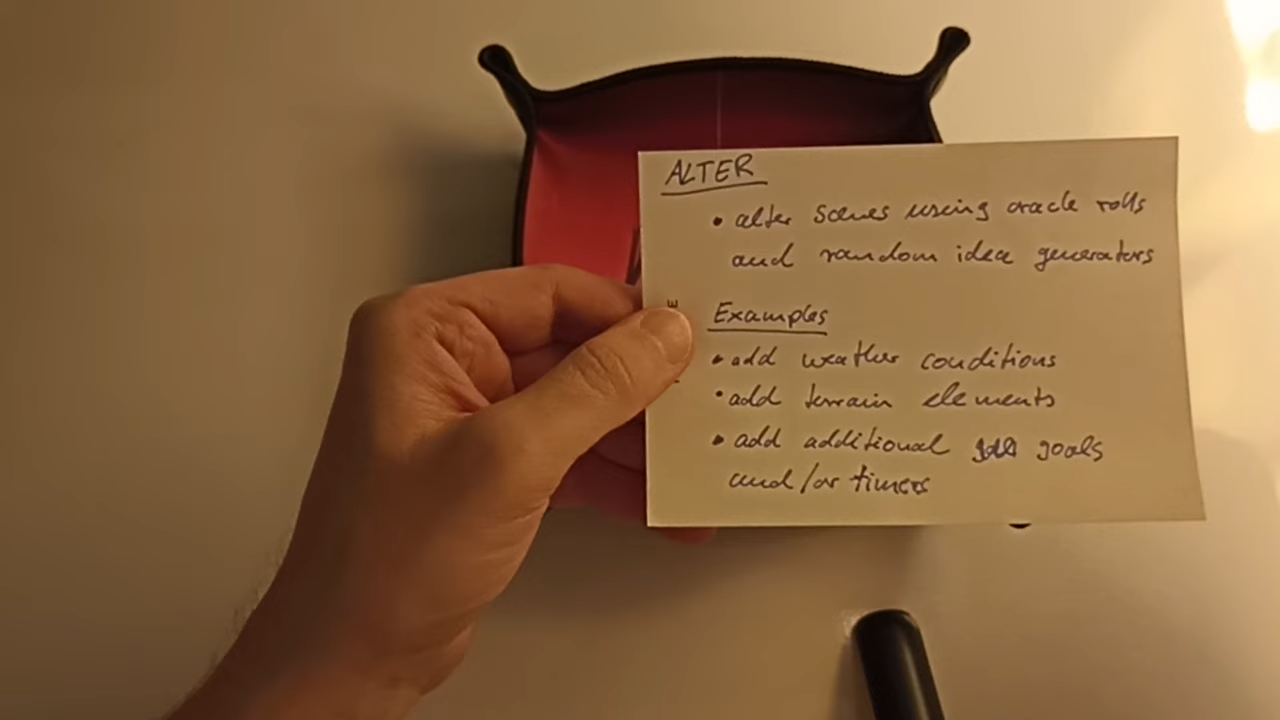 ALTER
• alter scenes using oracle rolls
and random idea generators
Examples
• add weather conditions
• add terrain elements
• add additional goals
and/or timers